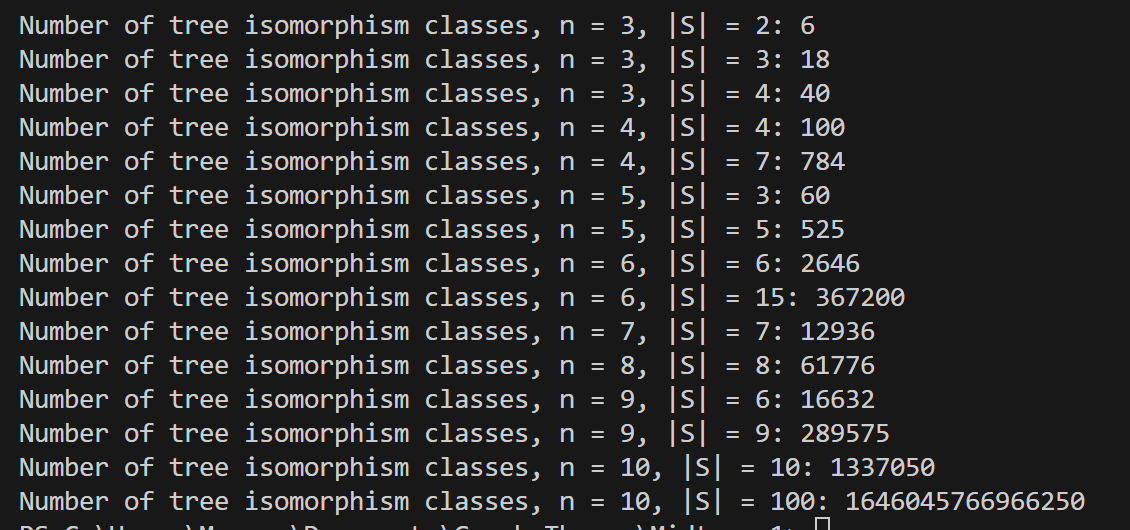 Number of tree isomorphism classes, n = 3, |S| = 2: 6
Number of tree isomorphism classes, n = 3, |S| = 3: 18
Number of tree isomorphism classes, n = 3, |S| = 4: 40
Number of tree isomorphism classes, n = 4, |S| = 4: 100
Number of tree isomorphism classes, n = 4, |S| = 7: 784
Number of tree isomorphism classes, n = 5, |S| = 3: 60
Number of tree isomorphism classes, n = 5, |S| = 5: 525
Number of tree isomorphism classes, n = 6, |S| = 6: 2646
Number of tree isomorphism classes, n = 6, |S| = 15: 367200
Number of tree isomorphism classes, n = 7, |S| = 7: 12936
Number of tree isomorphism classes, n = 8, |S| = 8: 61776
Number of tree isomorphism classes, n = 9, |S| = 6: 16632
Number of tree isomorphism classes, n = 9, |S| = 9: 289575
Number of tree isomorphism classes, n = 10, |S| = 10: 1337050
Number of tree isomorphism classes, n = 10, |S| = 100: 1646045766966250